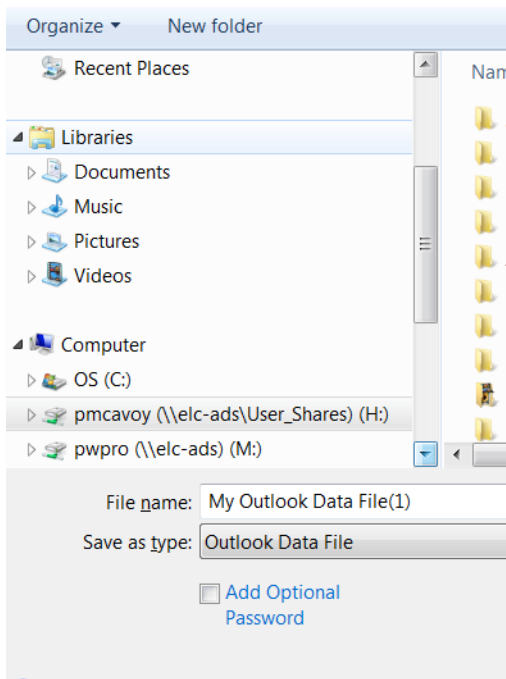 Organize New folder
Recent Places
Nam
Libraries
Documents
Music
Pictures
Videos
Computer
OS (C:)
pmcavoy (\\elc-ads\User_Shares) (H:)
pwpro (\\elc-ads) (M:)
File name: My Outlook Data File(1)
Save as type: Outlook Data File
Add Optional
Password